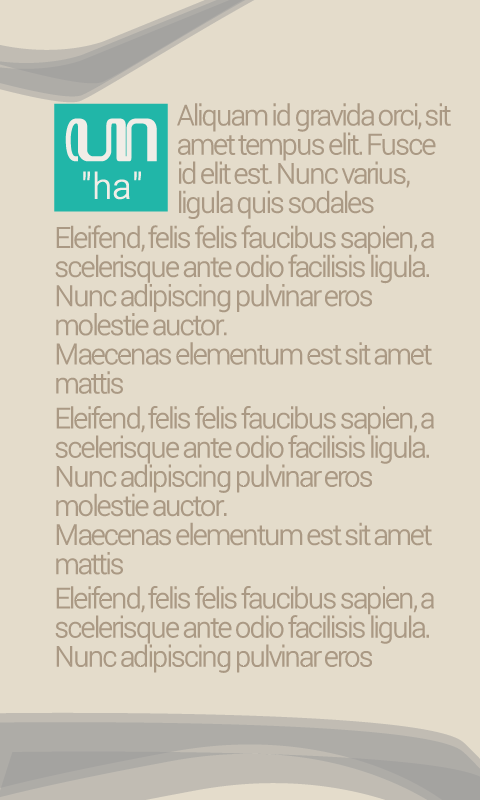 ꦲ
"ha"
Aliquam id gravida orci, sit
amet tempus elit. Fusce
id elit est. Nunc varius,
ligula quis sodales
Eleifend, felis felis faucibus sapien, a
scelerisque ante odio facilisis ligula.
Nunc adipiscing pulvinar eros
molestie auctor.
Maecenas elementum est sit amet
mattis
Eleifend, felis felis faucibus sapien, a
scelerisque ante odio facilisis ligula.
Nunc adipiscing pulvinar eros
molestie auctor.
Maecenas elementum est sit amet
mattis
Eleifend, felis felis faucibus sapien, a
scelerisque ante odio facilisis ligula.
Nunc adipiscing pulvinar eros